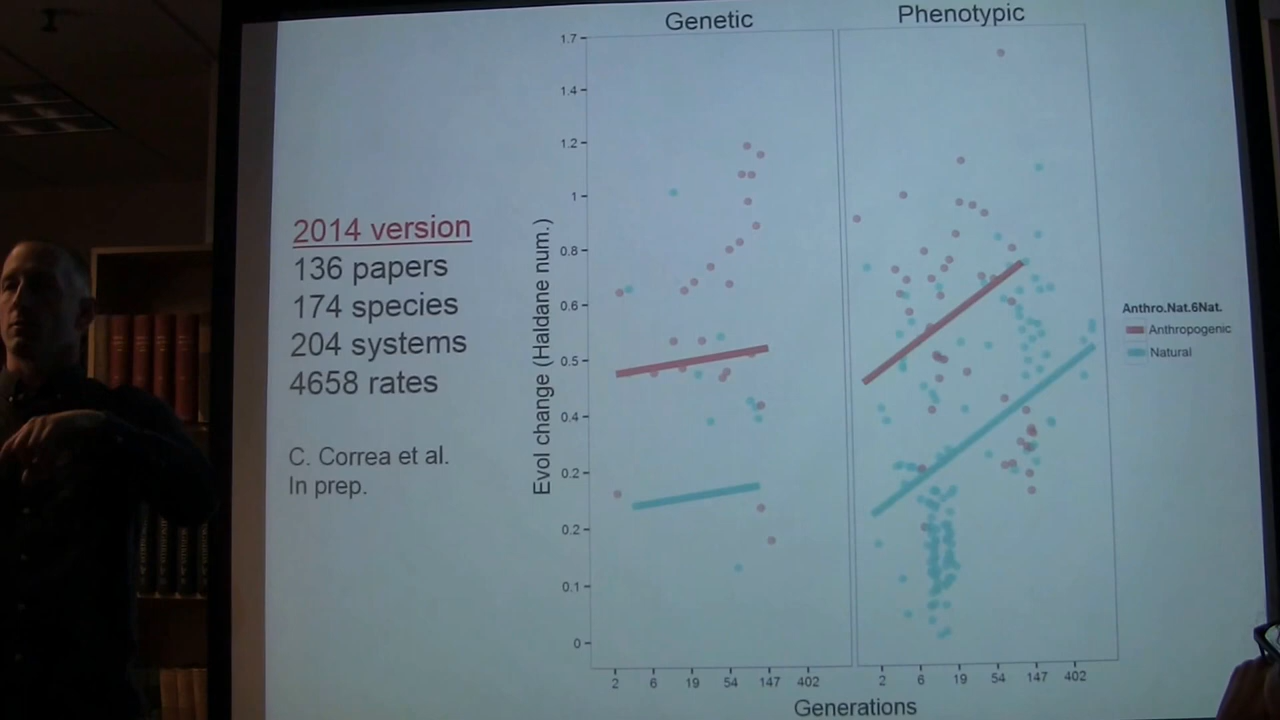 Genetic
Phenotypic
2014 version
136 papers
174 species
204 systems
4658 rates
C. Correa et al.
In prep.
Evol change (Haldane num.)
1.7
1.4
1.2
1
0.8
0.6
0.5
0.4
0.2
0.2
0.1
0
2 6 19 54 147 402
2 6 19 54 147 402
Generations
Anthro.Nat.6Nat.
Anthropogenic
Natural